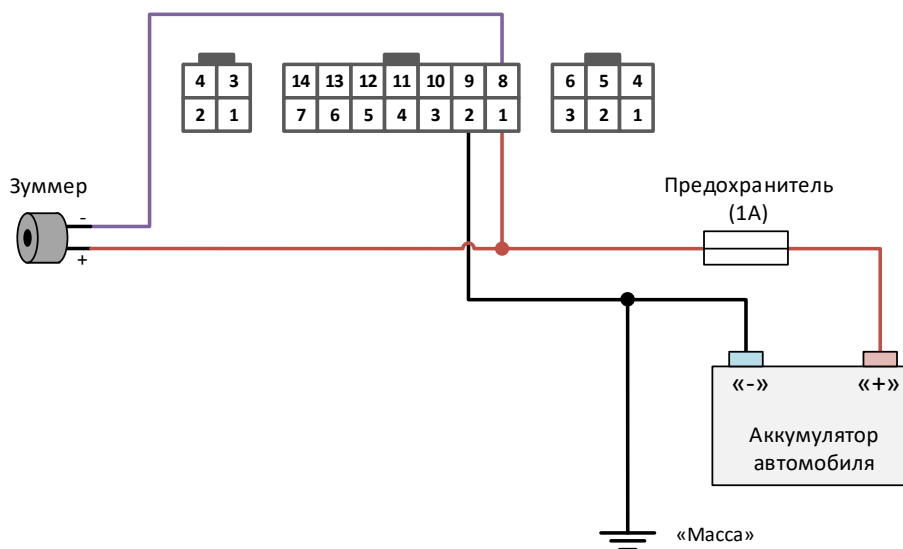 4 3
2 1
14 13 12 11 10 9 8
7 6 5 4 3 2 1
6 5 4
3 2 1
Зуммер
-
+
Предохранитель
(1А)
«-»
«+»
Аккумулятор
автомобиля
«Масса»